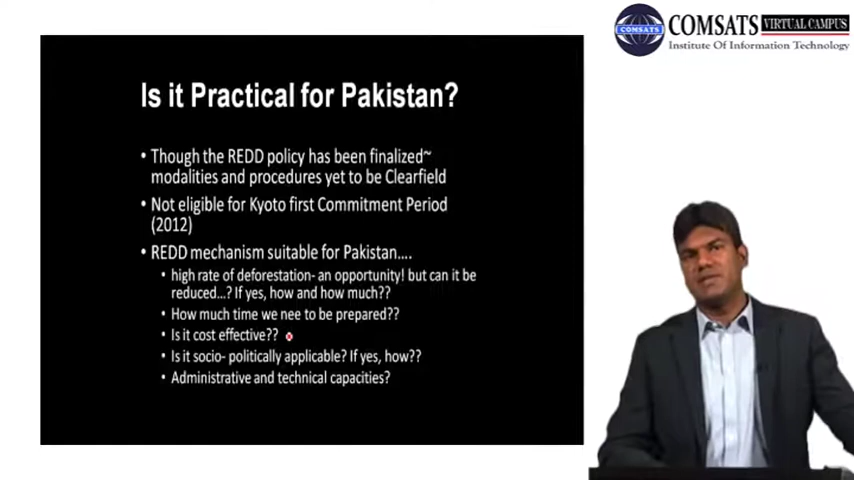 COMSATS
COMSATS VIRTUAL CAMPUS
Institute Of Information Technology
Is it Practical for Pakistan?
• Though the REDD policy has been finalized~
modalities and procedures yet to be Clearfield
• Not eligible for Kyoto first Commitment Period
(2012)
• REDD mechanism suitable for Pakistan....
• high rate of deforestation- an opportunity! but can it be
reduced...? If yes, how and how much??
• How much time we nee to be prepared??
• Is it cost effective??
• Is it socio- politically applicable? If yes, how??
• Administrative and technical capacities?